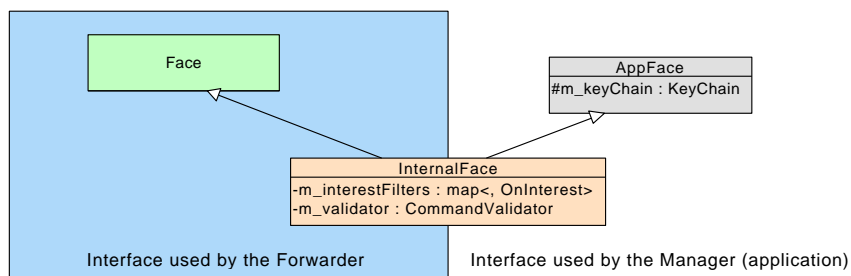 Face
AppFace
#m_keyChain : KeyChain
InternalFace
-m_interestFilters : map<, OnInterest>
-m_validator : CommandValidator
Interface used by the Forwarder
Interface used by the Manager (application)